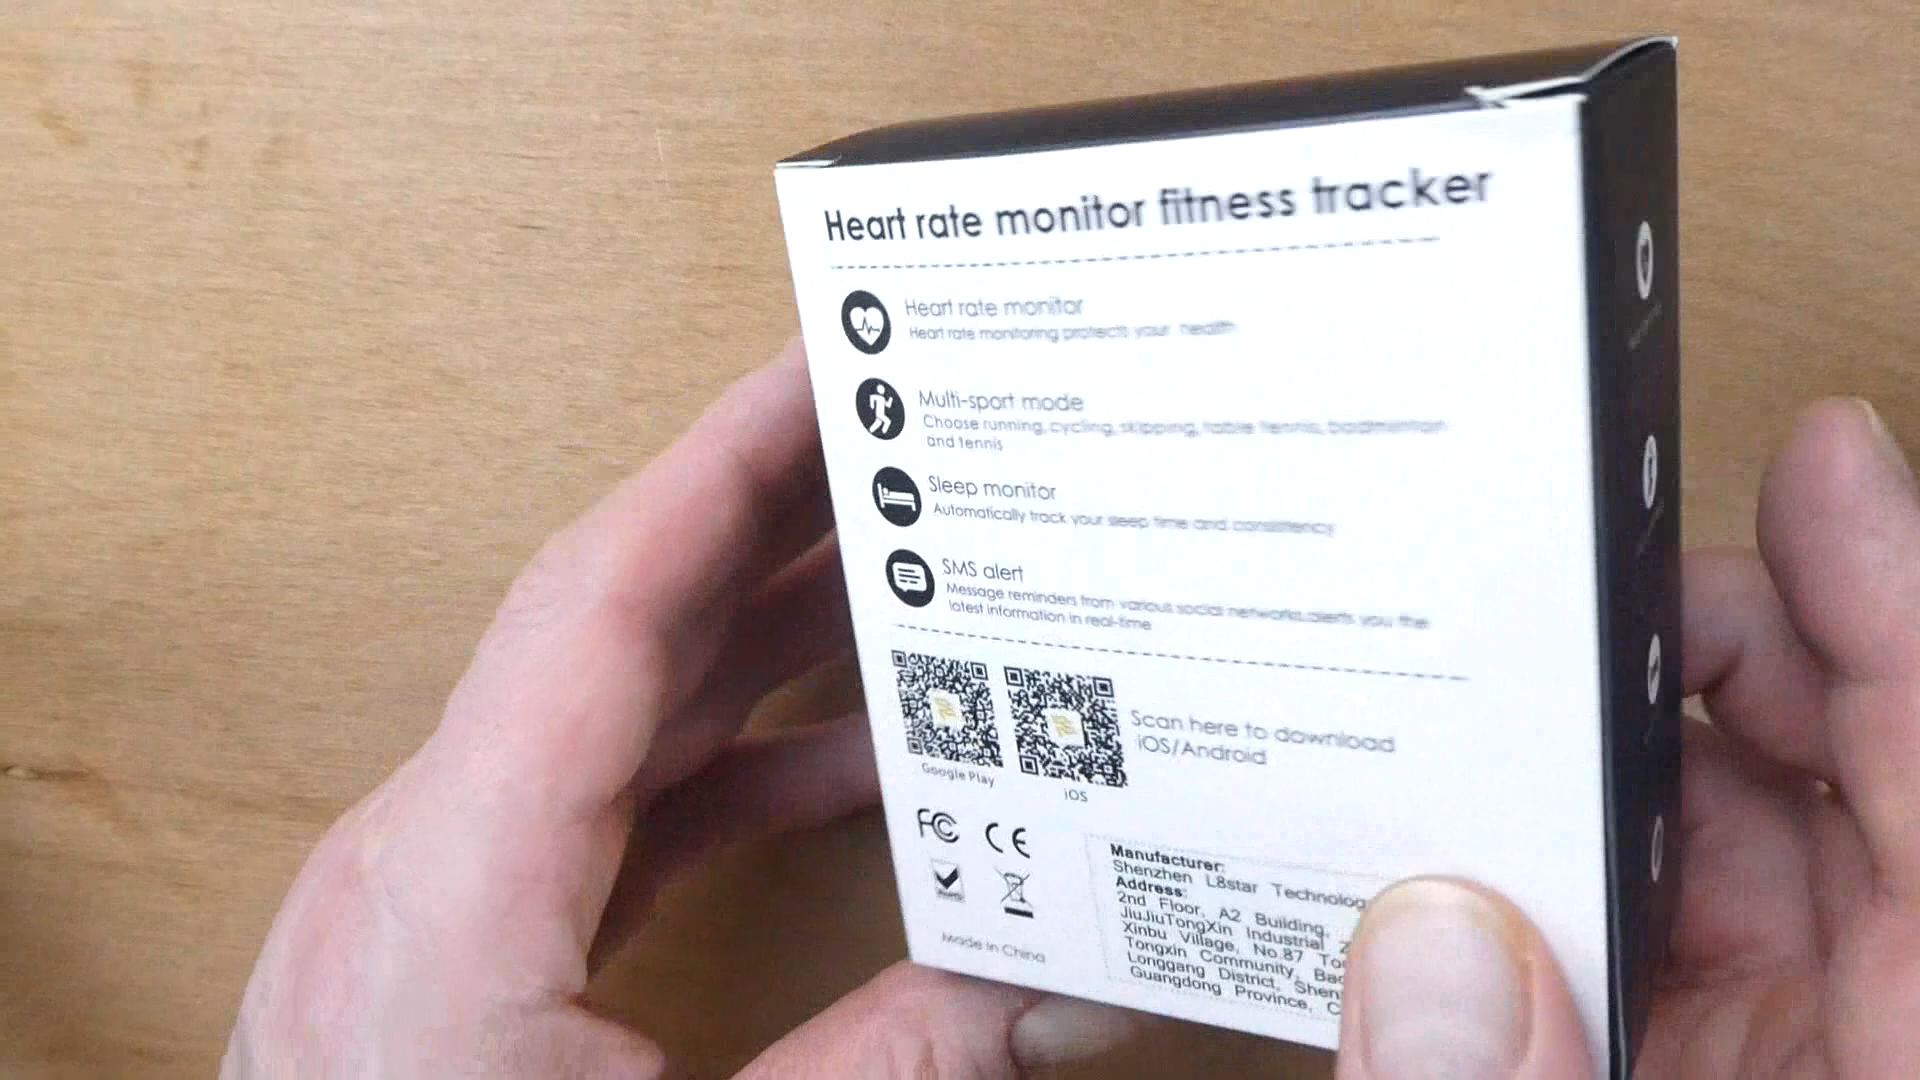 Heart rate monitor fitness tracker
Heart rate monitor
Heart rate monitoring protects your health
Multi-sport mode
Choose running, cycling, skipping, table tennis, badminton
and tennis
Sleep monitor
Automatically track your sleep time and consistency
SMS alert
Message reminders from various social networks,alerts you the
latest information in real-time
Scan here to download
iOS/Android
Google Play
iOS
FC CE
Made in China
Manufacturer:
Shenzhen L8star
Address:
2nd Floor, A2 Building,
JiuJiuTongXin Industrial
Xinbu Village, No.87
Tongxin Community,
Longgang District,
Guangdong Province,